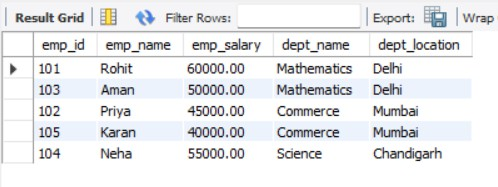 Result Grid Filter Rows: Export: Wrap
emp_id emp_name emp_salary dept_name dept_location
101 Rohit 60000.00 Mathematics Delhi
103 Aman 50000.00 Mathematics Delhi
102 Priya 45000.00 Commerce Mumbai
105 Karan 40000.00 Commerce Mumbai
104 Neha 55000.00 Science Chandigarh